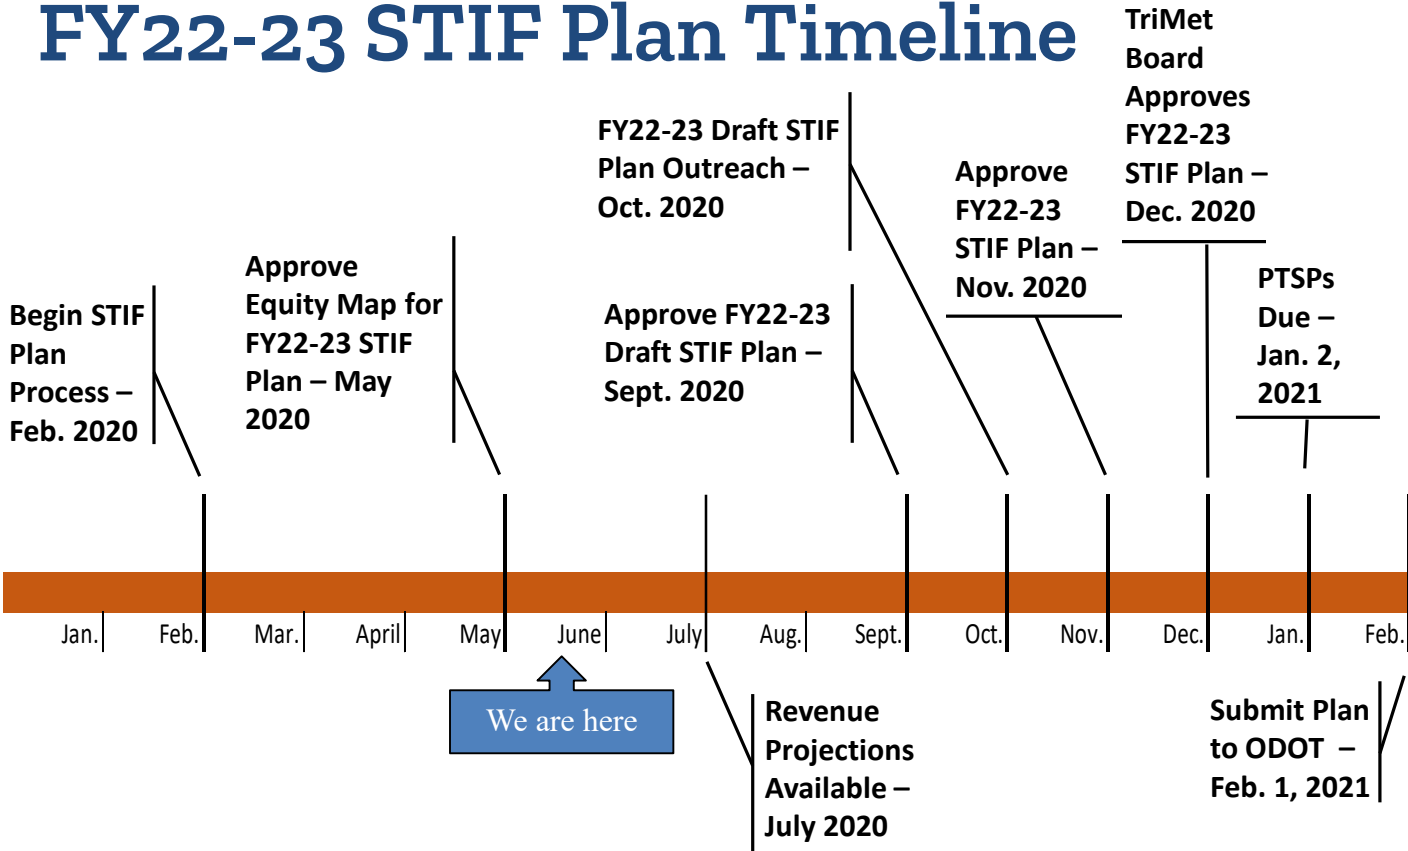 FY22-23 STIF Plan Timeline
Begin STIF
Plan
Process –
Feb. 2020
Approve
Equity Map for
FY22-23 STIF
Plan – May
2020
FY22-23 Draft STIF
Plan Outreach –
Oct. 2020
Approve FY22-23
Draft STIF Plan –
Sept. 2020
Approve
FY22-23
STIF Plan –
Nov. 2020
TriMet
Board
Approves
FY22-23
STIF Plan –
Dec. 2020
PTSPs
Due –
Jan. 2,
2021
Jan. Feb. Mar. April May June July Aug. Sept. Oct. Nov. Dec. Jan. Feb.
We are here
Revenue
Projections
Available –
July 2020
Submit Plan
to ODOT –
Feb. 1, 2021